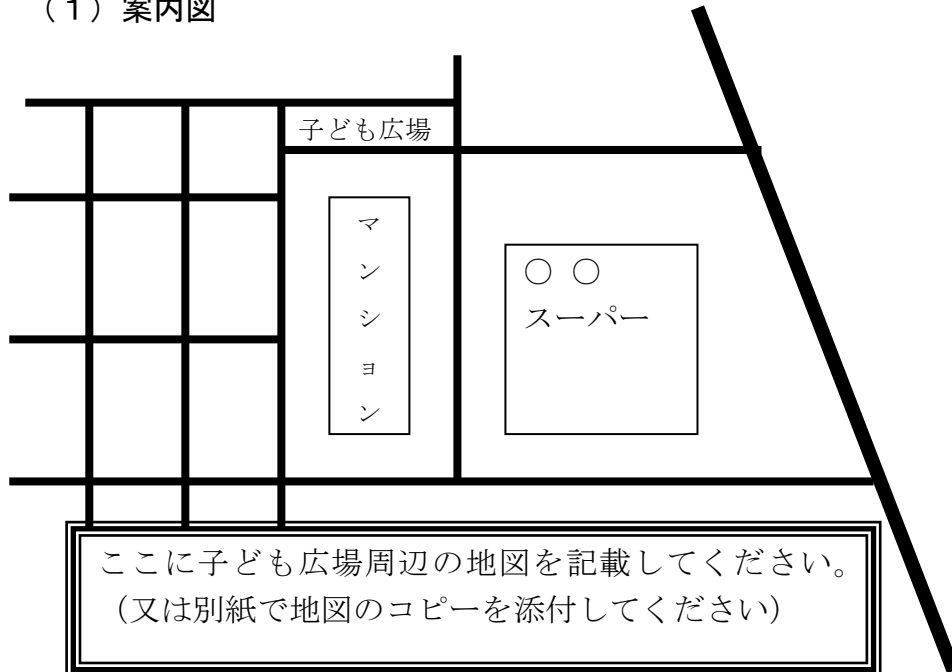 （１）案内図
子ども広場
マンション
○ ○
スーパー
ここに子ども広場周辺の地図を記載してください。
（又は別紙で地図のコピーを添付してください）